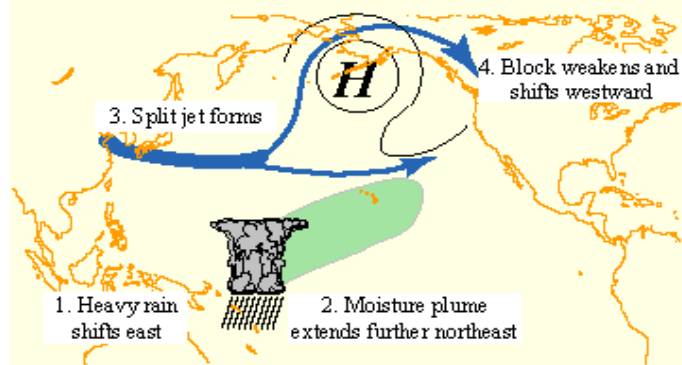 H
4. Block weakens and
shifts westward
3. Split jet forms
1. Heavy rain
shifts east
2. Moisture plume
extends further northeast